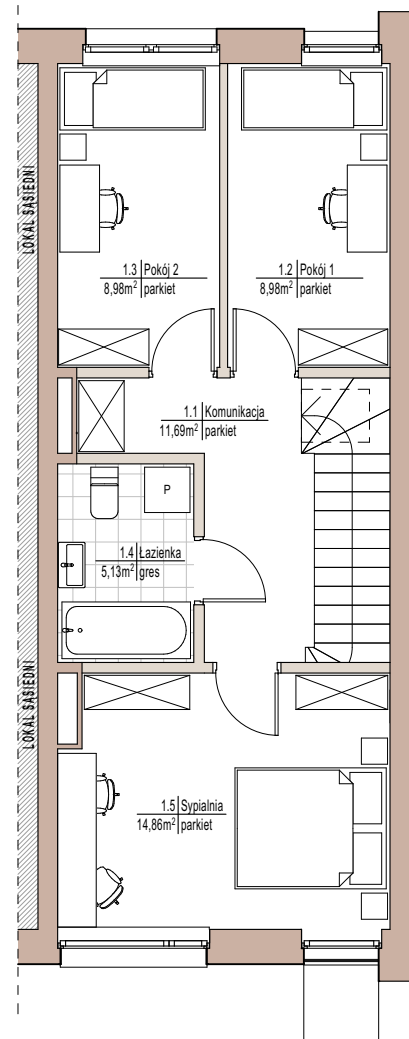 LOKAL SĄSIEDNI
1.3 Pokój 2
8,98m² parkiet
1.2 Pokój 1
8,98m² parkiet
1.1 Komunikacja
11,69m² parkiet
P
1.4 Łazienka
5,13m² gres
LOKAL SĄSIEDNI
1.5 Sypialnia
14,86m² parkiet